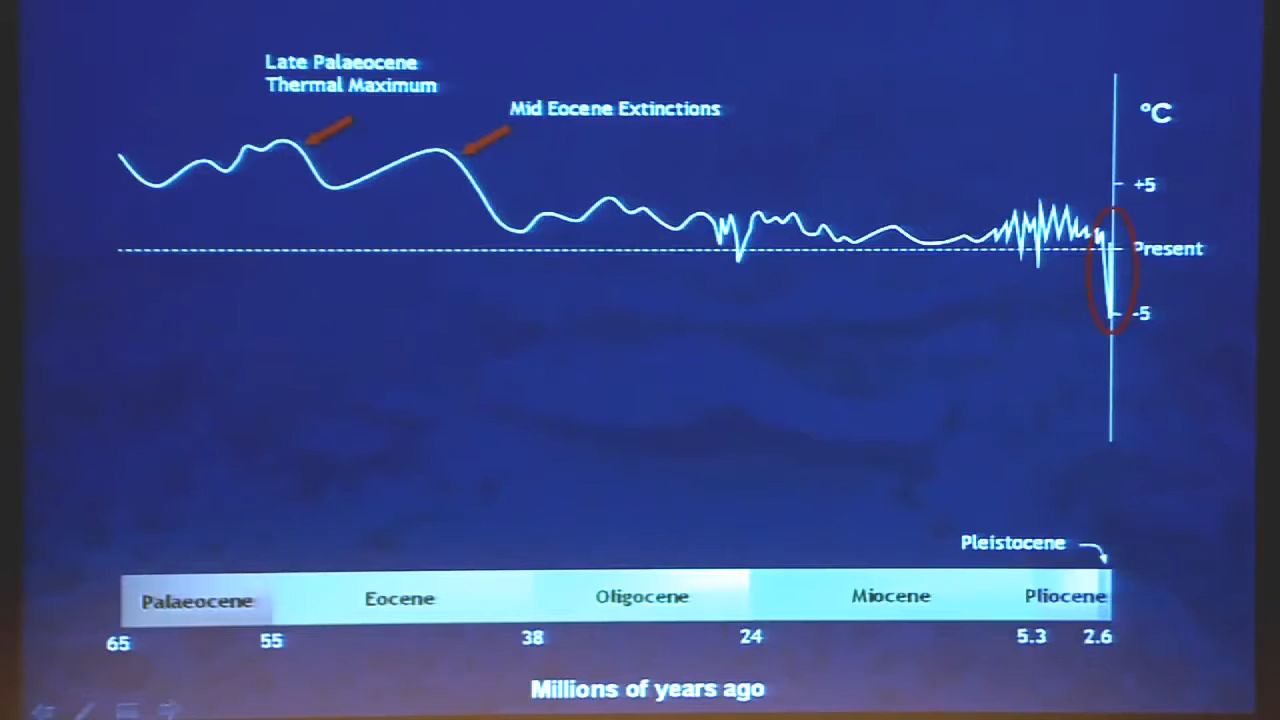 Late Palaeocene
Thermal Maximum
Mid Eocene Extinctions
°C
+5
Present
-5
Pleistocene
Palaeocene
Eocene
Oligocene
Miocene
Pliocene
65
55
38
24
5.3
2.6
Millions of years ago